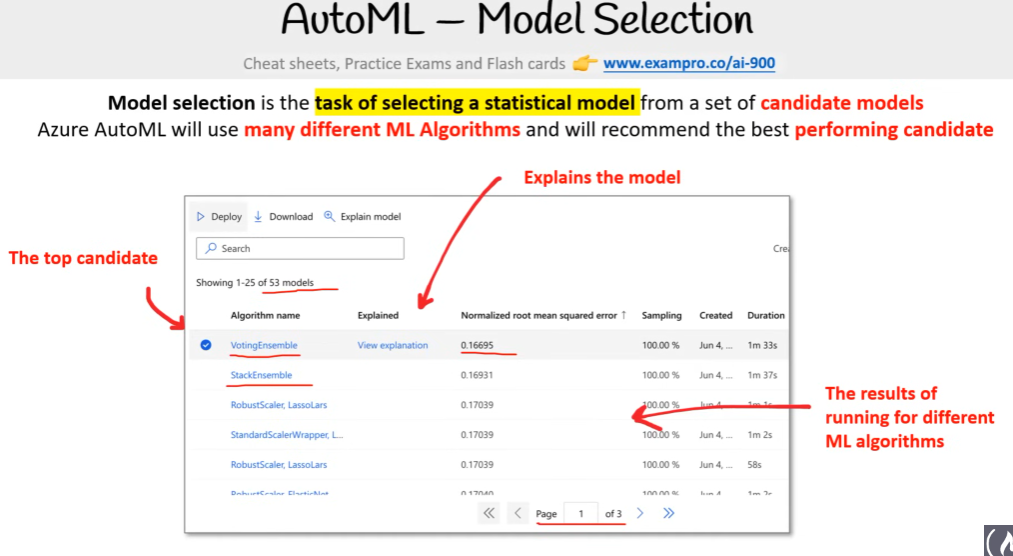 AutoML – Model Selection
Cheat sheets, Practice Exams and Flash cards 👉 www.exampro.co/ai-900
Model selection is the task of selecting a statistical model from a set of candidate models
Azure AutoML will use many different ML Algorithms and will recommend the best performing candidate
Explains the model
The top candidate
Deploy Download Explain model
Search
Showing 1-25 of 53 models
Algorithm name Explained Normalized root mean squared error ↑ Sampling Created Duration
VotingEnsemble View explanation 0.16695 100.00 % Jun 4, ... 1m 33s
StackEnsemble 0.16931 100.00 % Jun 4, ... 1m 37s
RobustScaler, LassoLars 0.17039 100.00 % Jun 4, 1m 1s
StandardScalerWrapper, L... 0.17039 100.00 % Jun 4, ... 1m 2s
RobustScaler, LassoLars 0.17039 100.00 % Jun 4, ... 58s
RobustScaler, ElasticNet 0.17040 100.00 % Jun 4 1m 2s
Page 1 of 3
The results of
running for different
ML algorithms